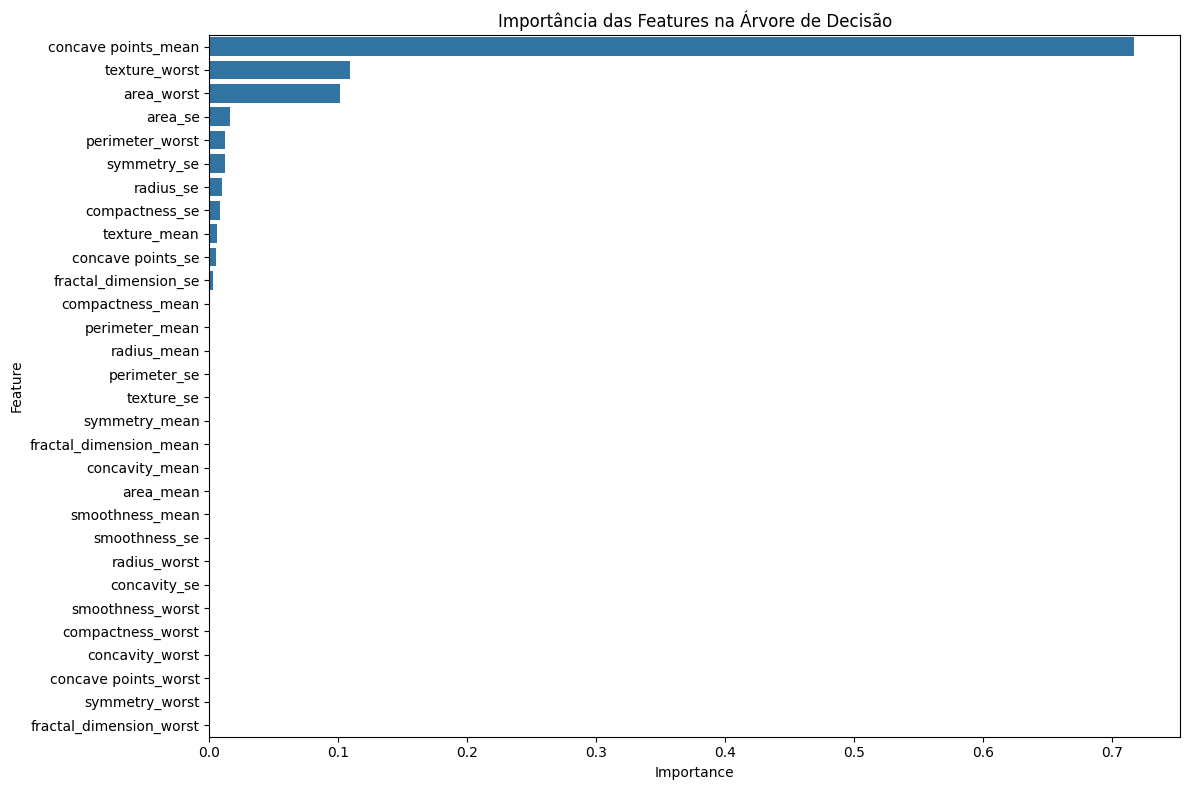 Importância das Features na Árvore de Decisão
concave points_mean
texture_worst
area_worst
area_se
perimeter_worst
symmetry_se
radius_se
compactness_se
texture_mean
concave points_se
fractal_dimension_se
compactness_mean
perimeter_mean
radius_mean
perimeter_se
texture_se
symmetry_mean
fractal_dimension_mean
concavity_mean
area_mean
smoothness_mean
smoothness_se
radius_worst
concavity_se
smoothness_worst
compactness_worst
concavity_worst
concave points_worst
symmetry_worst
fractal_dimension_worst
Feature
0.0 0.1 0.2 0.3 0.4 0.5 0.6 0.7
Importance